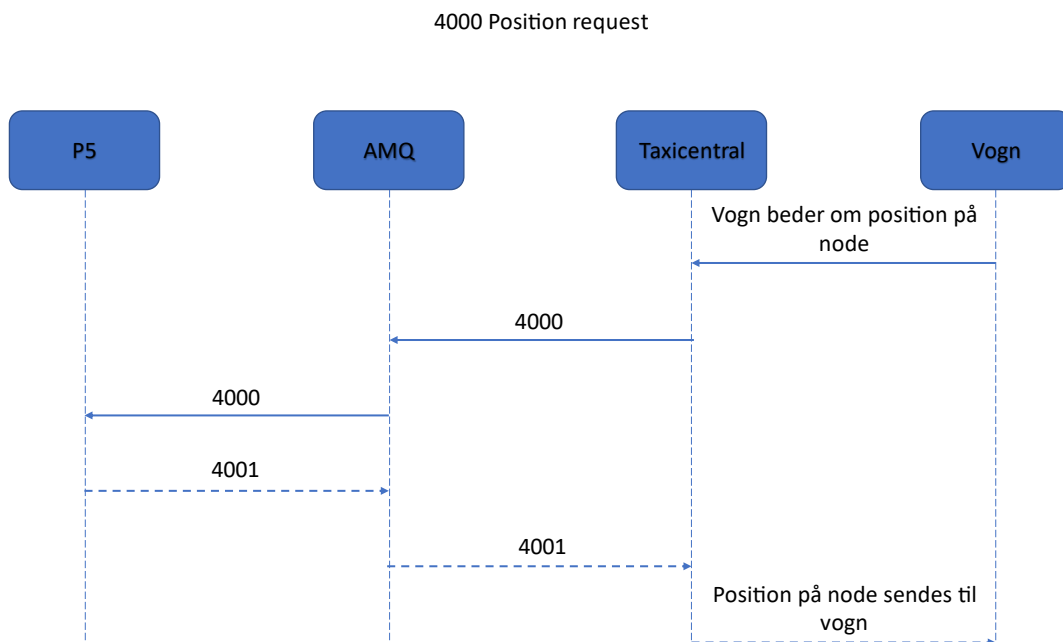 4000 Position request
P5
AMQ
Taxicentral
Vogn
Vogn beder om position på
node
4000
4000
4001
4001
Position på node sendes til
vogn